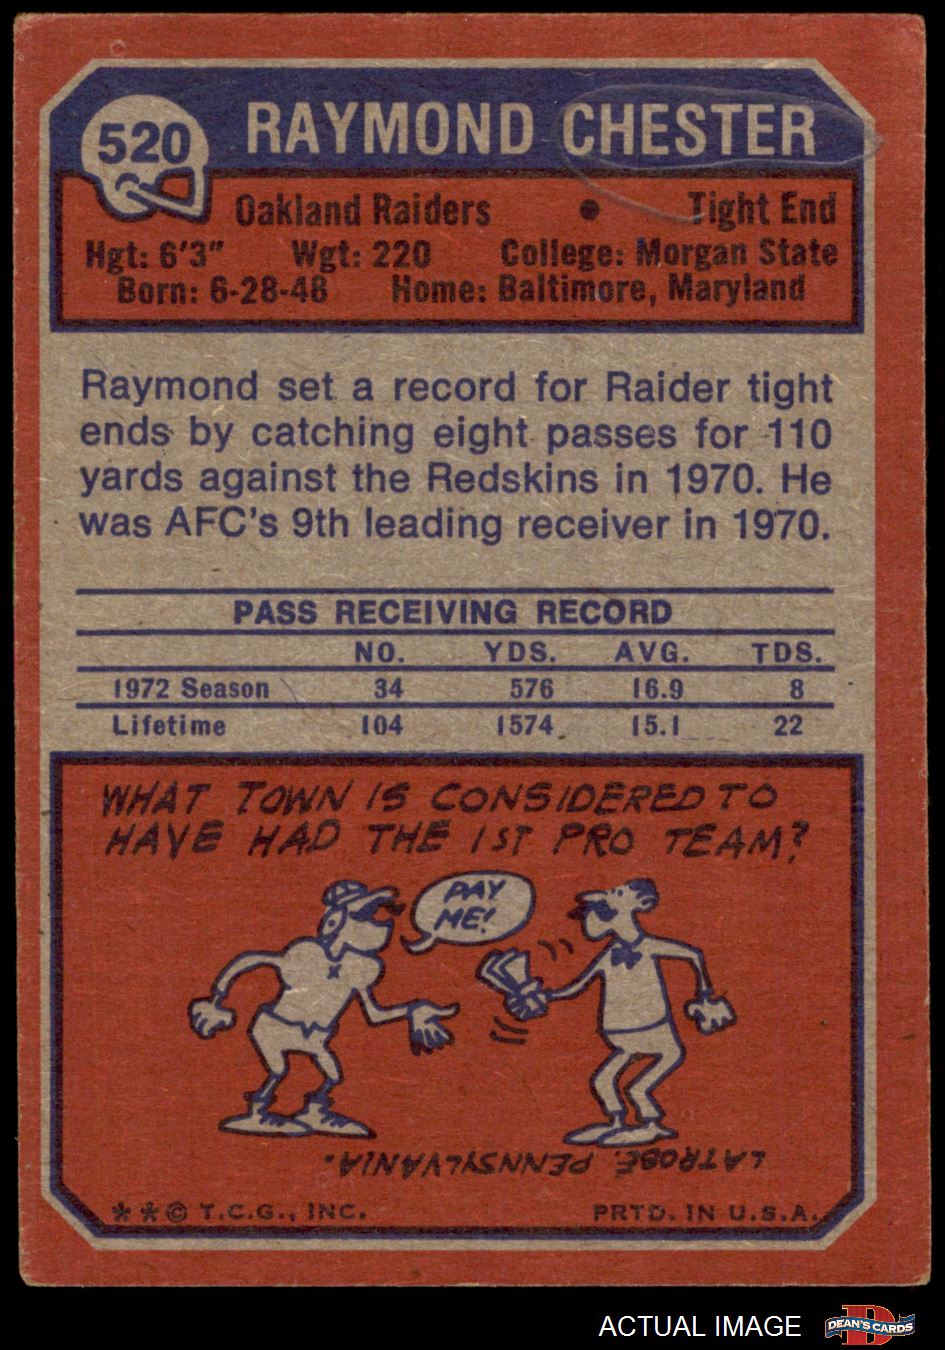 520 RAYMOND CHESTER
Oakland Raiders • Tight End
Hgt: 6'3" Wgt: 220 College: Morgan State
Born: 6-28-48 Home: Baltimore, Maryland
Raymond set a record for Raider tight
ends by catching eight passes for 110
yards against the Redskins in 1970. He
was AFC's 9th leading receiver in 1970.
PASS RECEIVING RECORD
NO. YDS. AVG. TDS.
1972 Season 34 576 16.9 8
Lifetime 104 1574 15.1 22
WHAT TOWN IS CONSIDERED TO
HAVE HAD THE 1ST PRO TEAM?
PAY
ME!
LATROBE, PENNSYLVANIA.
**© T.C.G., INC. PRTD. IN U.S.A.
ACTUAL IMAGE DEAN'S CARDS